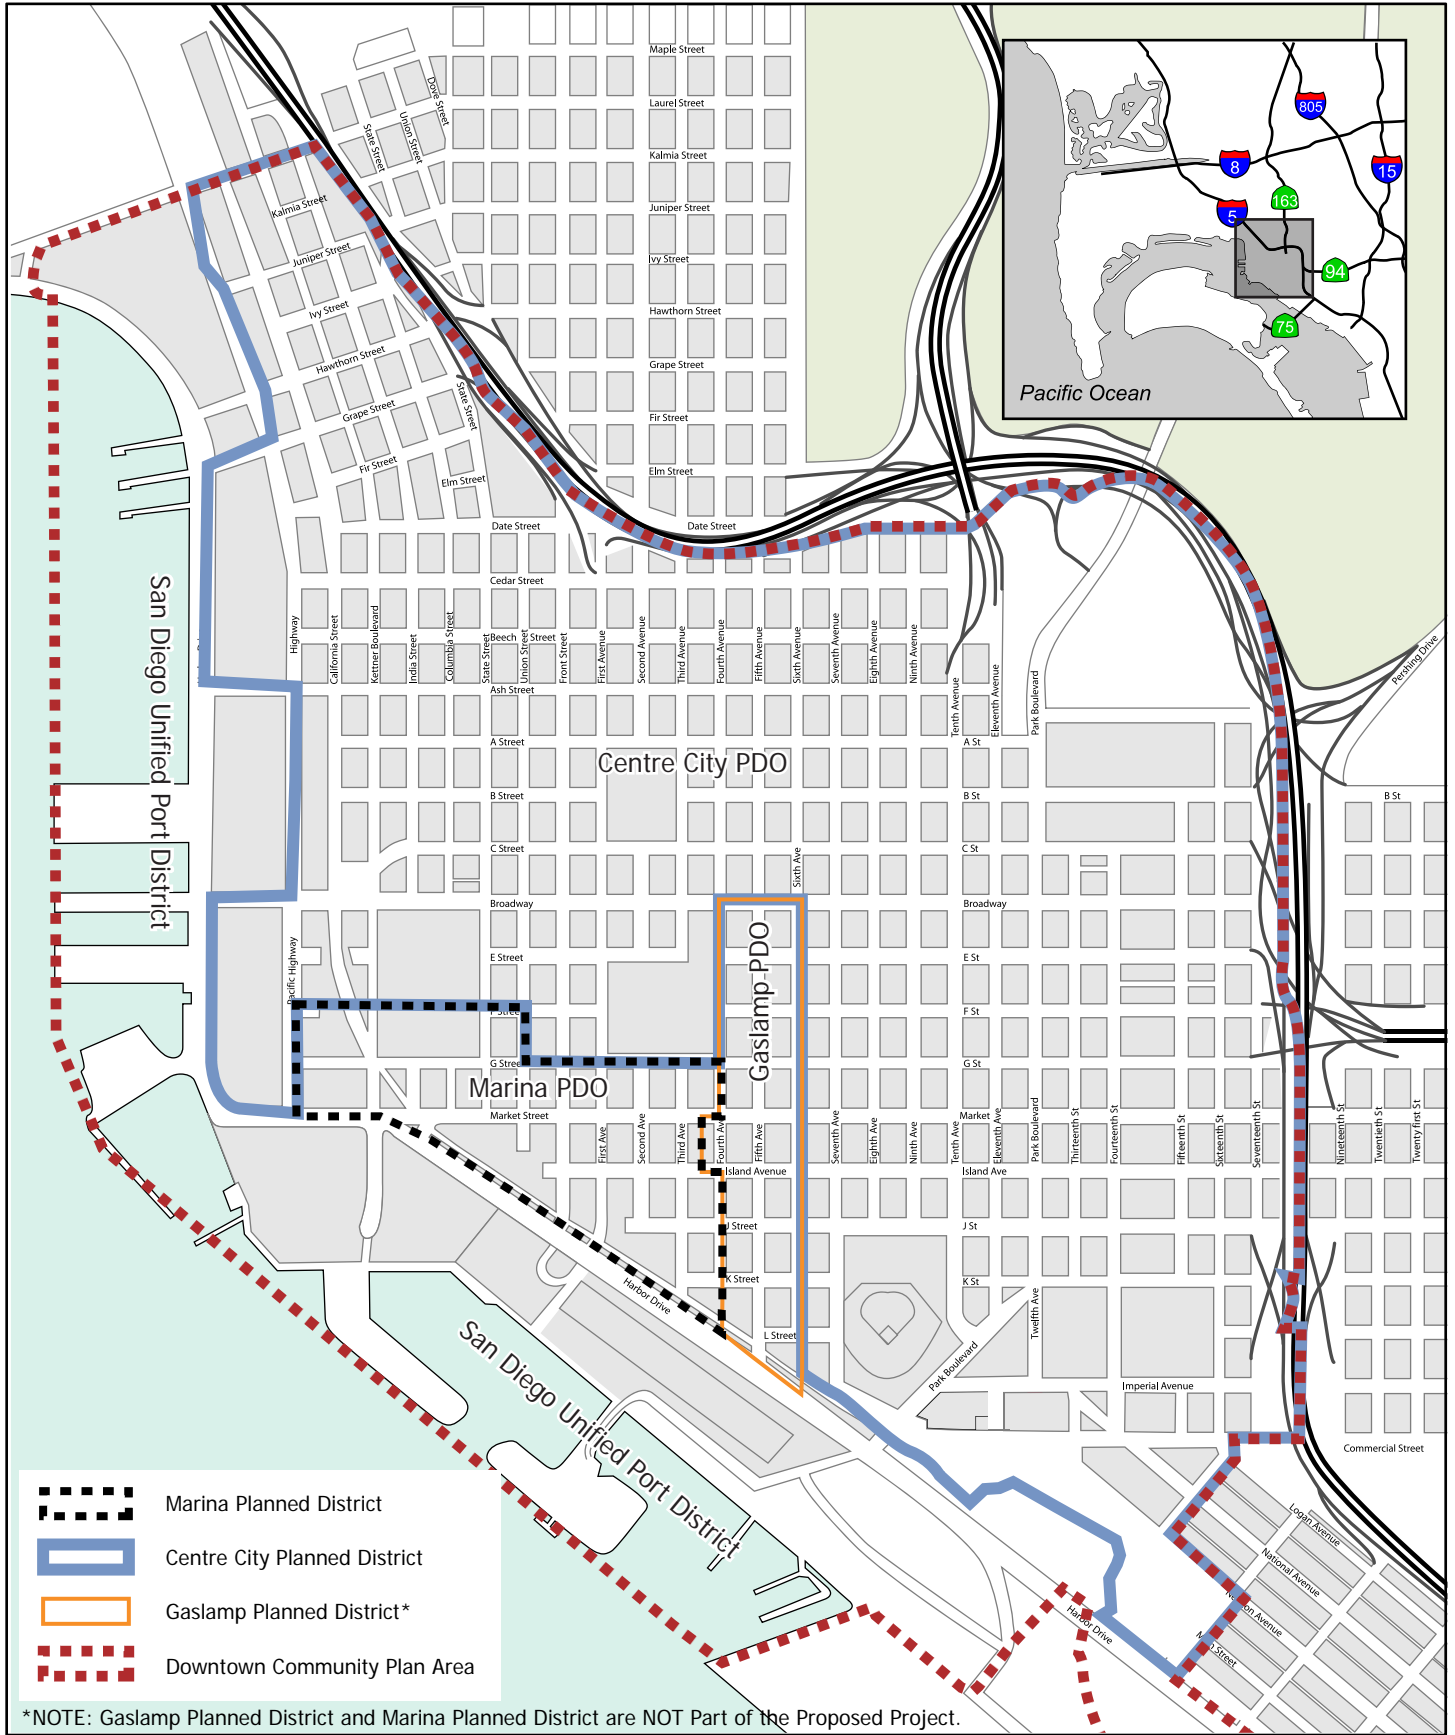 Maple Street
Laurel Street
Kalmia Street
Juniper Street
Ivy Street
Hawthorn Street
Grape Street
Fir Street
Elm Street
Date Street
Dove Street
Union Street
State Street
Kalmia Street
Juniper Street
Ivy Street
Hawthorn Street
Grape Street
Fir Street
State Street
Elm Street
Date Street
805
8
15
163
5
94
75
Pacific Ocean
Cedar Street
Beech Street
Ash Street
A Street
B Street
C Street
Broadway
E Street
F Street
G Street
Market Street
Highway
California Street
Kettner Boulevard
India Street
Columbia Street
State Street
Union Street
Front Street
First Avenue
Second Avenue
Third Avenue
Fourth Avenue
Fifth Avenue
Sixth Avenue
Seventh Avenue
Eighth Avenue
Ninth Avenue
Tenth Avenue
Eleventh Avenue
Park Boulevard
Pershing Drive
San Diego Unified Port District
Centre City PDO
A St
B St
B St
C St
Sixth Ave
Broadway
E St
F St
G St
Market
Gaslamp PDO
Pacific Highway
Marina PDO
First Ave
Second Ave
Third Ave
Fourth Ave
Fifth Ave
Seventh Ave
Eighth Ave
Ninth Ave
Tenth Ave
Eleventh Ave
Park Boulevard
Thirteenth St
Fourteenth St
Fifteenth St
Sixteenth St
Seventeenth St
Nineteenth St
Twentieth St
Twenty first St
Island Avenue
Island Ave
J Street
J St
K Street
K St
L Street
Harbor Drive
Twelfth Ave
Park Boulevard
Imperial Avenue
Commercial Street
San Diego Unified Port District
Logan Avenue
National Avenue
Avenue
Street
Harbor Drive
Marina Planned District
Centre City Planned District
Gaslamp Planned District*
Downtown Community Plan Area
*NOTE: Gaslamp Planned District and Marina Planned District are NOT Part of the Proposed Project.